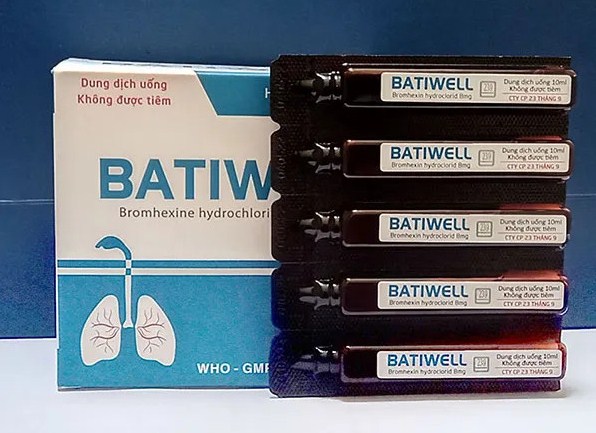 Dung dịch uống
Không được tiêm
H
BATIW
Bromhexine hydrochlori
WHO - GMP
BATIWELL
Bromhexin hydroclorid 8mg
Dung dịch uống 10ml
Không được tiêm
CTY CP 23 THÁNG 9
BATIWELL
Bromhexin hydroclorid 8mg
Dung dịch uống 10ml
Không được tiêm
CTY CP 23 THÁNG 9
BATIWELL
Bromhexin hydroclorid 8mg
Dung dịch uống 10ml
Không được tiêm
CTY CP 23 THÁNG 9
BATIWELL
Bromhexin hydroclorid 8mg
Dung dịch uống 10ml
Không được tiêm
CTY CP 23 THÁNG 9
BATIWELL
Bromhexin hydroclorid 8mg
Dung dịch uống 10ml
Không được tiêm
CTY CP 23 THÁNG 9